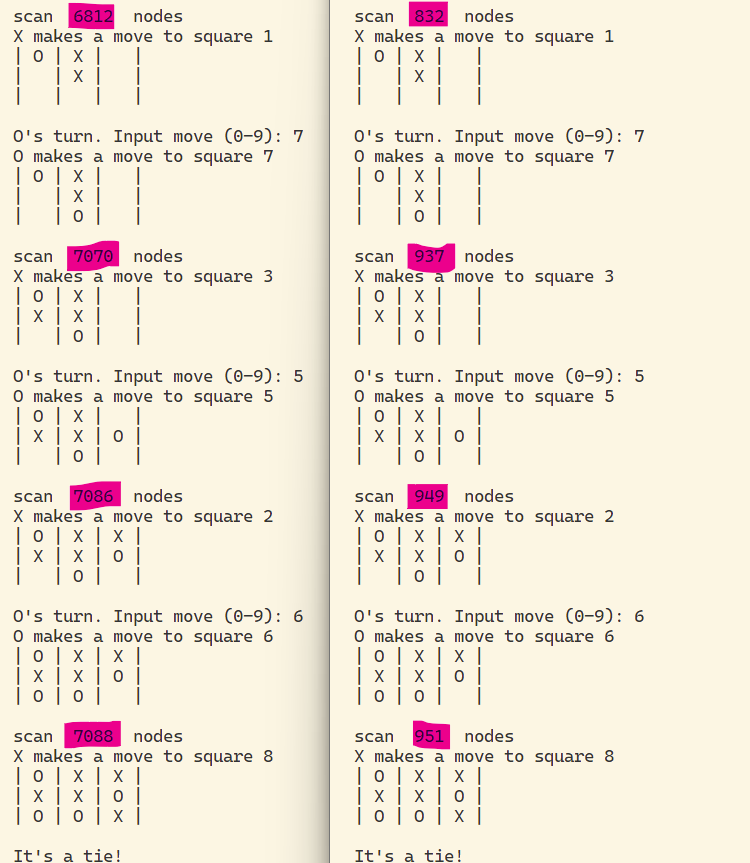 scan 6812 nodes
X makes a move to square 1
| O | X |   |
|   | X |   |
|   |   |   |
O's turn. Input move (0-9): 7
O makes a move to square 7
| O | X |   |
|   | X |   |
|   | O |   |
scan 7070 nodes
X makes a move to square 3
| O | X |   |
| X | X |   |
|   | O |   |
O's turn. Input move (0-9): 5
O makes a move to square 5
| O | X |   |
| X | X | O |
|   | O |   |
scan 7086 nodes
X makes a move to square 2
| O | X | X |
| X | X | O |
|   | O |   |
O's turn. Input move (0-9): 6
O makes a move to square 6
| O | X | X |
| X | X | O |
| O | O |   |
scan 7088 nodes
X makes a move to square 8
| O | X | X |
| X | X | O |
| O | O | X |
It's a tie!
scan 832 nodes
X makes a move to square 1
| O | X |   |
|   | X |   |
|   |   |   |
O's turn. Input move (0-9): 7
O makes a move to square 7
| O | X |   |
|   | X |   |
|   | O |   |
scan 937 nodes
X makes a move to square 3
| O | X |   |
| X | X |   |
|   | O |   |
O's turn. Input move (0-9): 5
O makes a move to square 5
| O | X |   |
| X | X | O |
|   | O |   |
scan 949 nodes
X makes a move to square 2
| O | X | X |
| X | X | O |
|   | O |   |
O's turn. Input move (0-9): 6
O makes a move to square 6
| O | X | X |
| X | X | O |
| O | O |   |
scan 951 nodes
X makes a move to square 8
| O | X | X |
| X | X | O |
| O | O | X |
It's a tie!